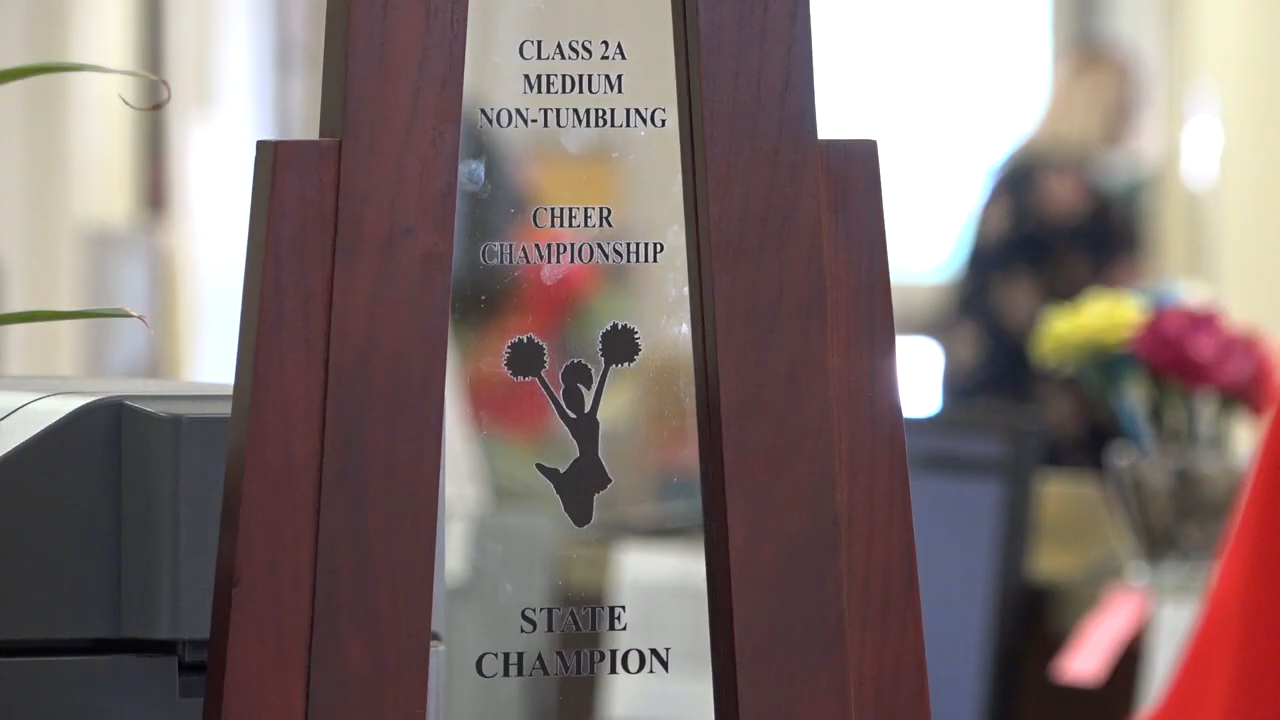 CLASS 2A
MEDIUM
NON-TUMBLING
CHEER
CHAMPIONSHIP
STATE
CHAMPION